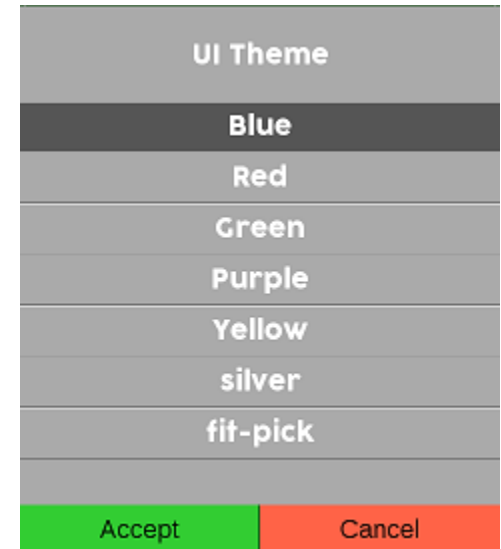 UI Theme
Blue
Red
Green
Purple
Yellow
silver
fit-pick
Accept Cancel